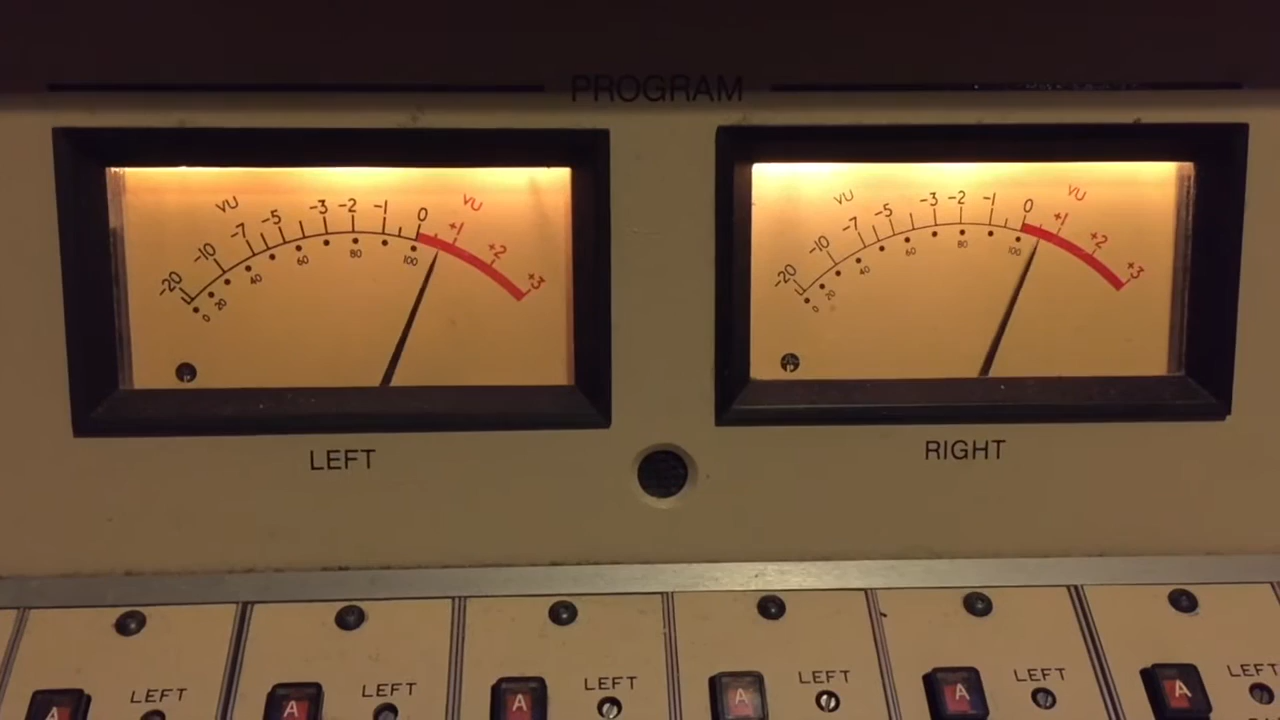 PROGRAM
VU VU
-20 -10 -7 -5 -3 -2 -1 0 +1 +2 +3
0 20 40 60 80 100
VU VU
-20 -10 -7 -5 -3 -2 -1 0 +1 +2 +3
0 20 40 60 80 100
LEFT
RIGHT
LEFT LEFT LEFT LEFT LEFT LEFT
A A A A A A